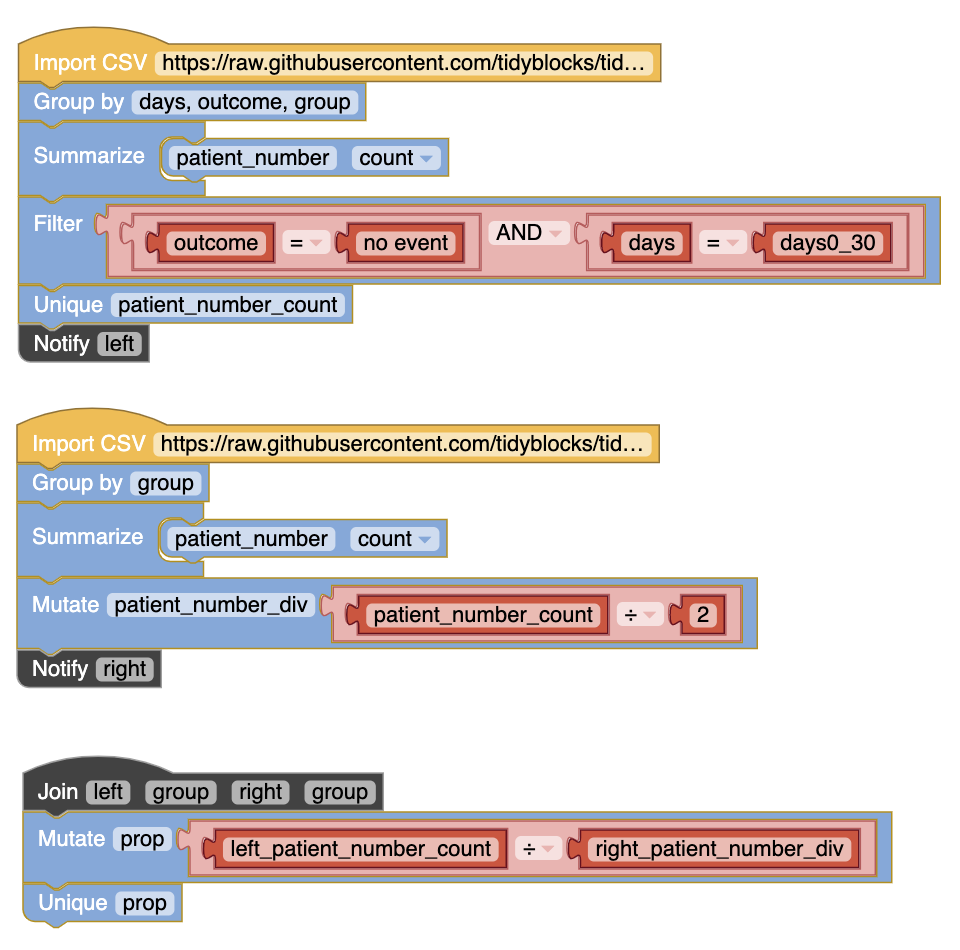 Import CSV https://raw.githubusercontent.com/tidyblocks/tid…
Group by days, outcome, group
Summarize patient_number count
Filter outcome = no event AND days = days0_30
Unique patient_number_count
Notify left
Import CSV https://raw.githubusercontent.com/tidyblocks/tid…
Group by group
Summarize patient_number count
Mutate patient_number_div patient_number_count ÷ 2
Notify right
Join left group right group
Mutate prop left_patient_number_count ÷ right_patient_number_div
Unique prop